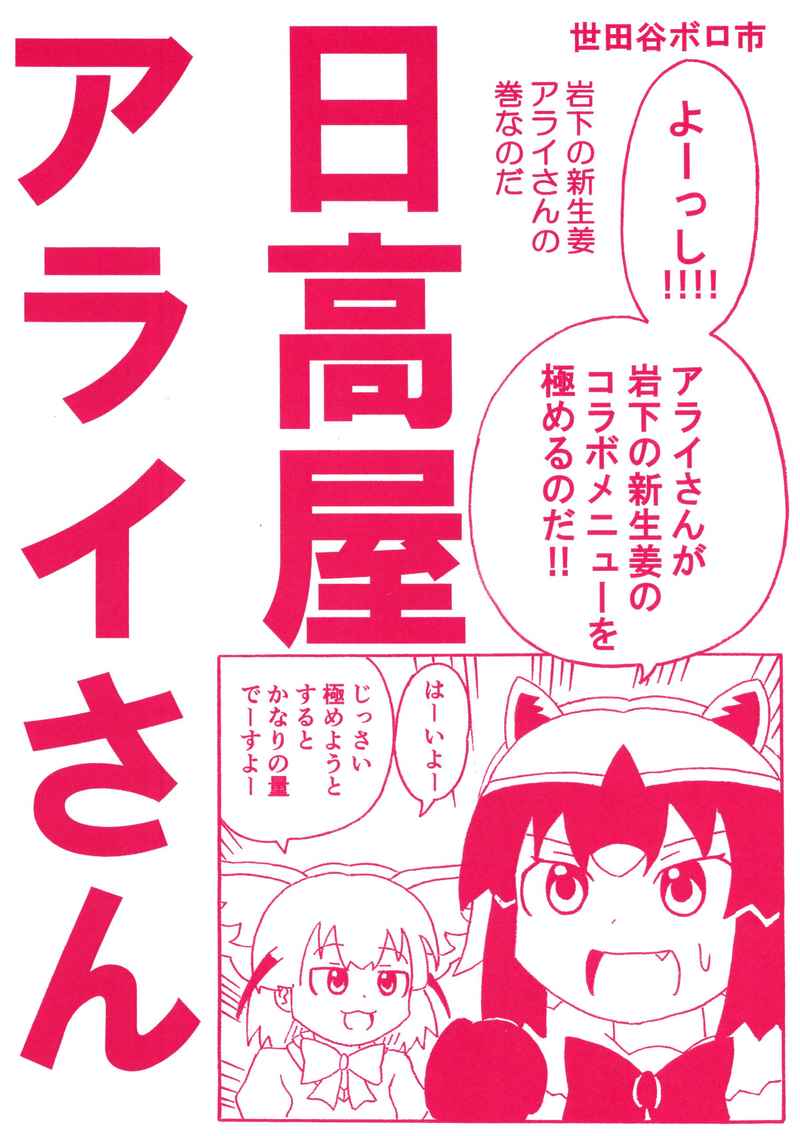 世田谷ボロ市
日高屋
アライさん
岩下の新生姜
アライさんの
巻なのだ
よーっし!!!!
アライさんが
岩下の新生姜の
コラボメニューを
極めるのだ!!
はーいよー
じっさい
極めようと
すると
かなりの量
でーすよー